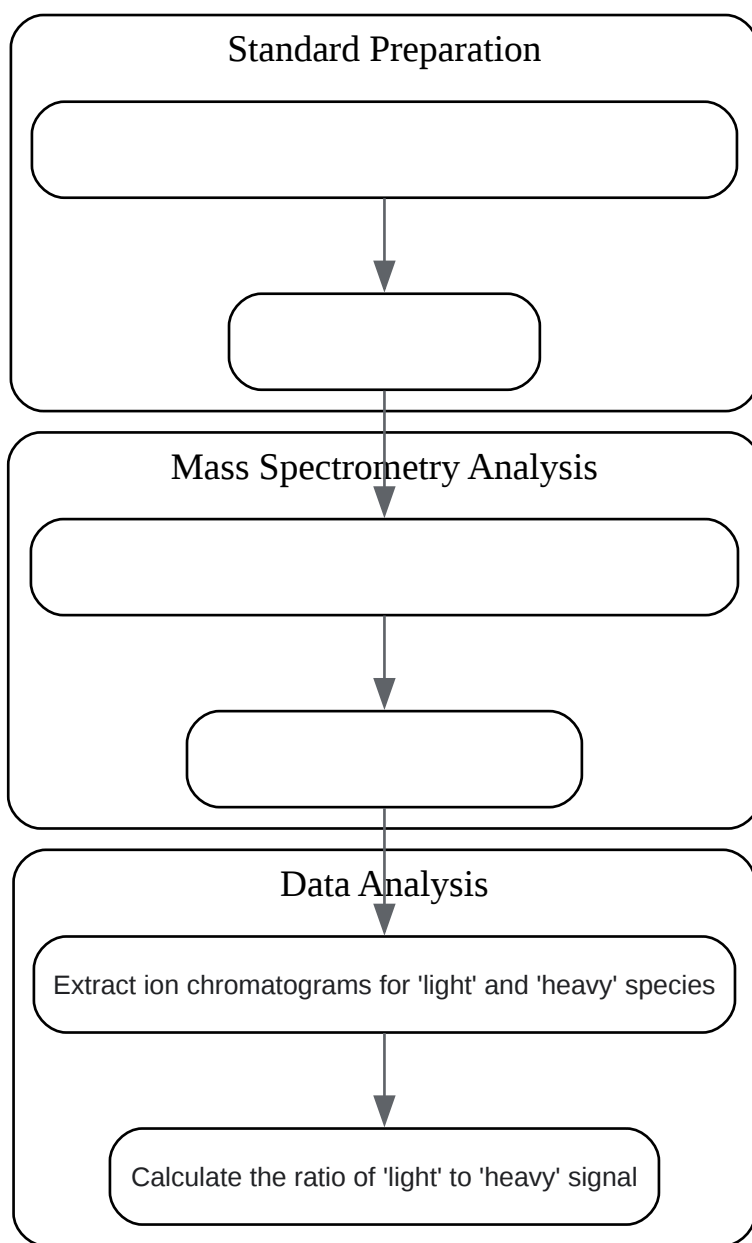 Standard Preparation
Mass Spectrometry Analysis
Data Analysis
Extract ion chromatograms for 'light' and 'heavy' species
Calculate the ratio of 'light' to 'heavy' signal